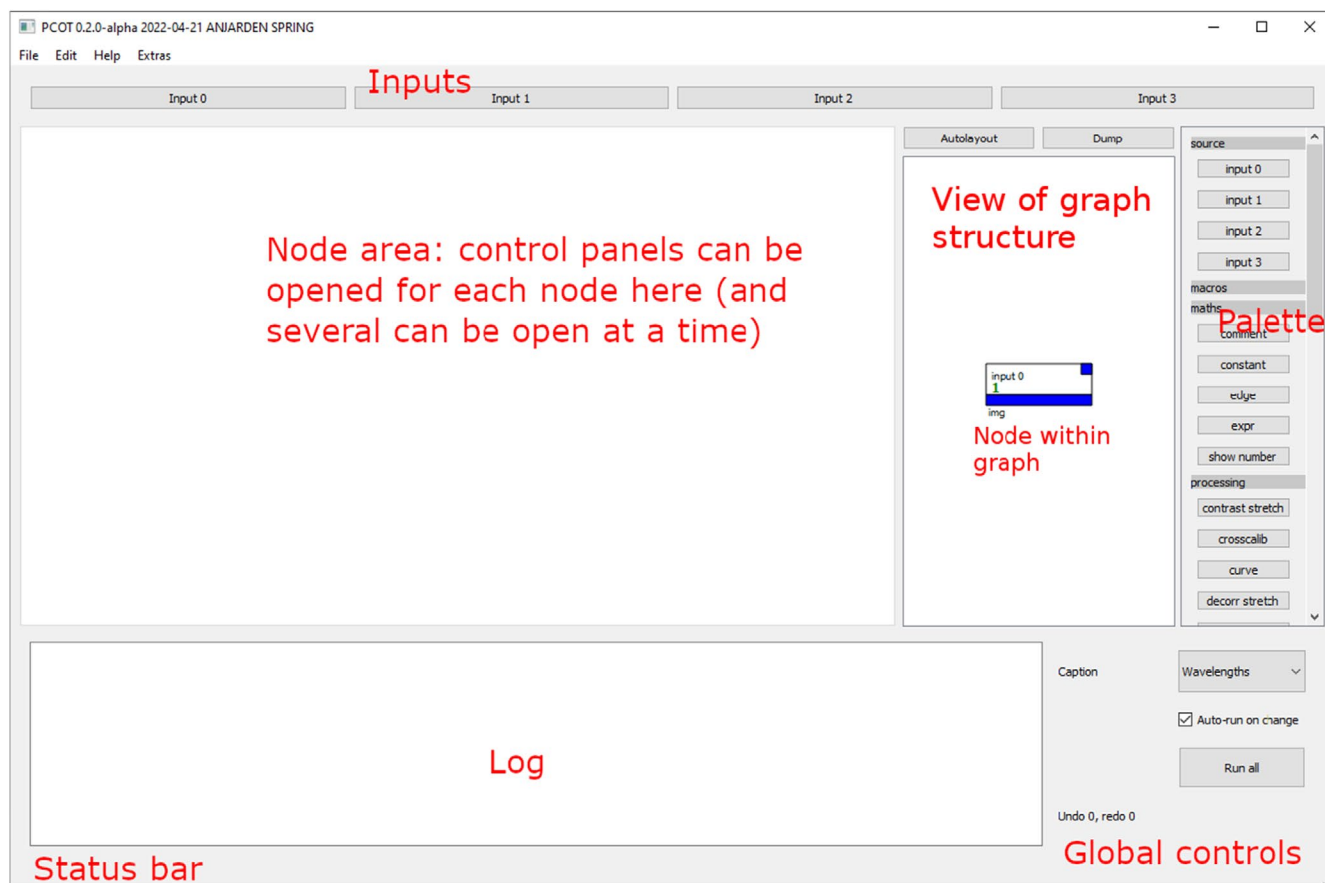 PCOT 0.2.0-alpha 2022-04-21 ANJARDEN SPRING
File Edit Help Extras
Inputs
Input 0 Input 1 Input 2 Input 3
Autolayout Dump
source
input 0
input 1
input 2
input 3
macros
maths
Palette
comment
constant
edge
expr
show number
processing
contrast stretch
crosscalib
curve
decorr stretch
Node area: control panels can be
opened for each node here (and
several can be open at a time)
View of graph
structure
input 0
1
img
Node within
graph
Log
Caption Wavelengths
Auto-run on change
Run all
Undo 0, redo 0
Global controls
Status bar